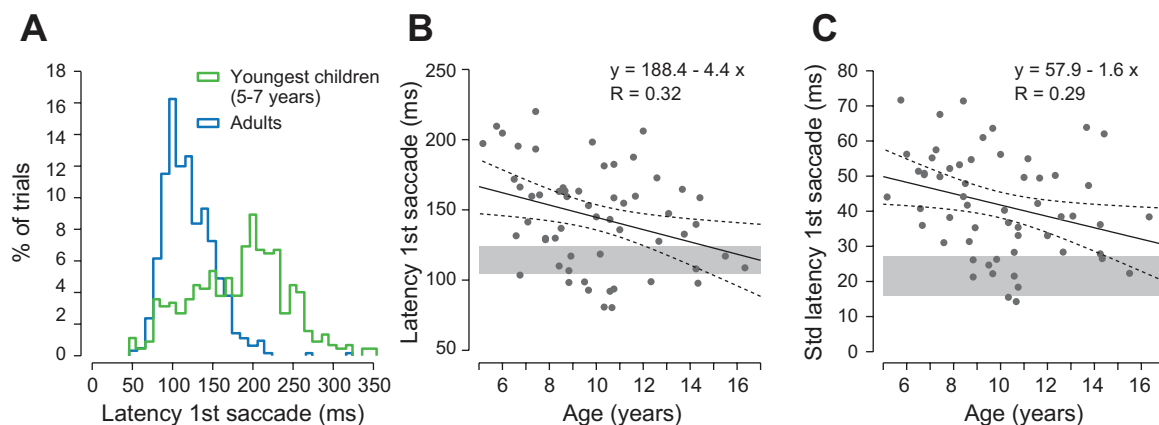 A
% of trials
18
16
14
12
10
8
6
4
2
0
Youngest children
(5-7 years)
Adults
0 50 100 150 200 250 300 350
Latency 1st saccade (ms)
B
Latency 1st saccade (ms)
250
200
150
100
50
y = 188.4 - 4.4 x
R = 0.32
6 8 10 12 14 16
Age (years)
C
Std latency 1st saccade (ms)
80
70
60
50
40
30
20
10
0
y = 57.9 - 1.6 x
R = 0.29
6 8 10 12 14 16
Age (years)